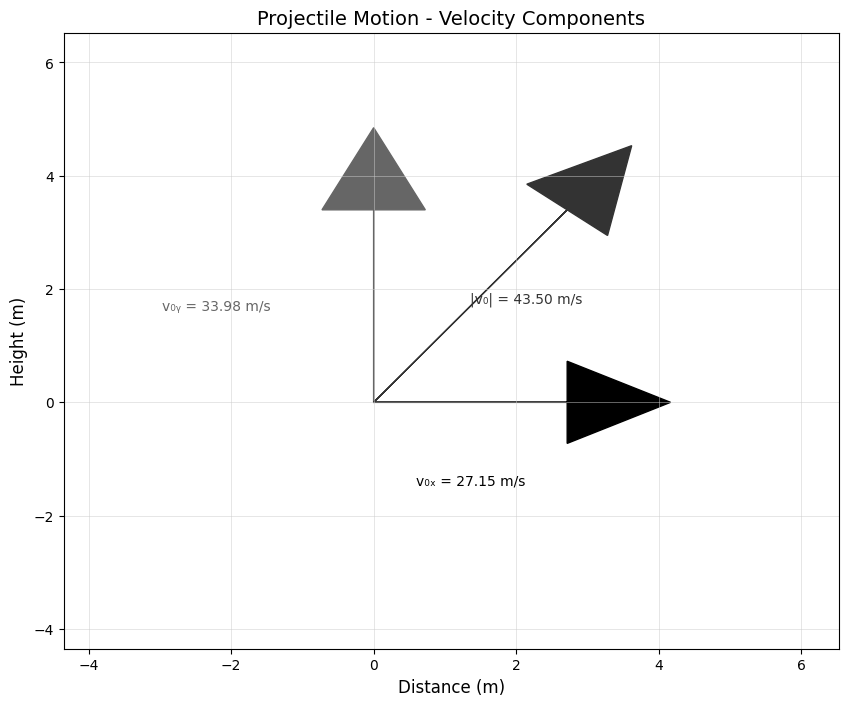 Projectile Motion - Velocity Components
Height (m)
6
4
2
0
−2
−4
v₀ᵧ = 33.98 m/s
|v₀| = 43.50 m/s
v₀ₓ = 27.15 m/s
−4 −2 0 2 4 6
Distance (m)